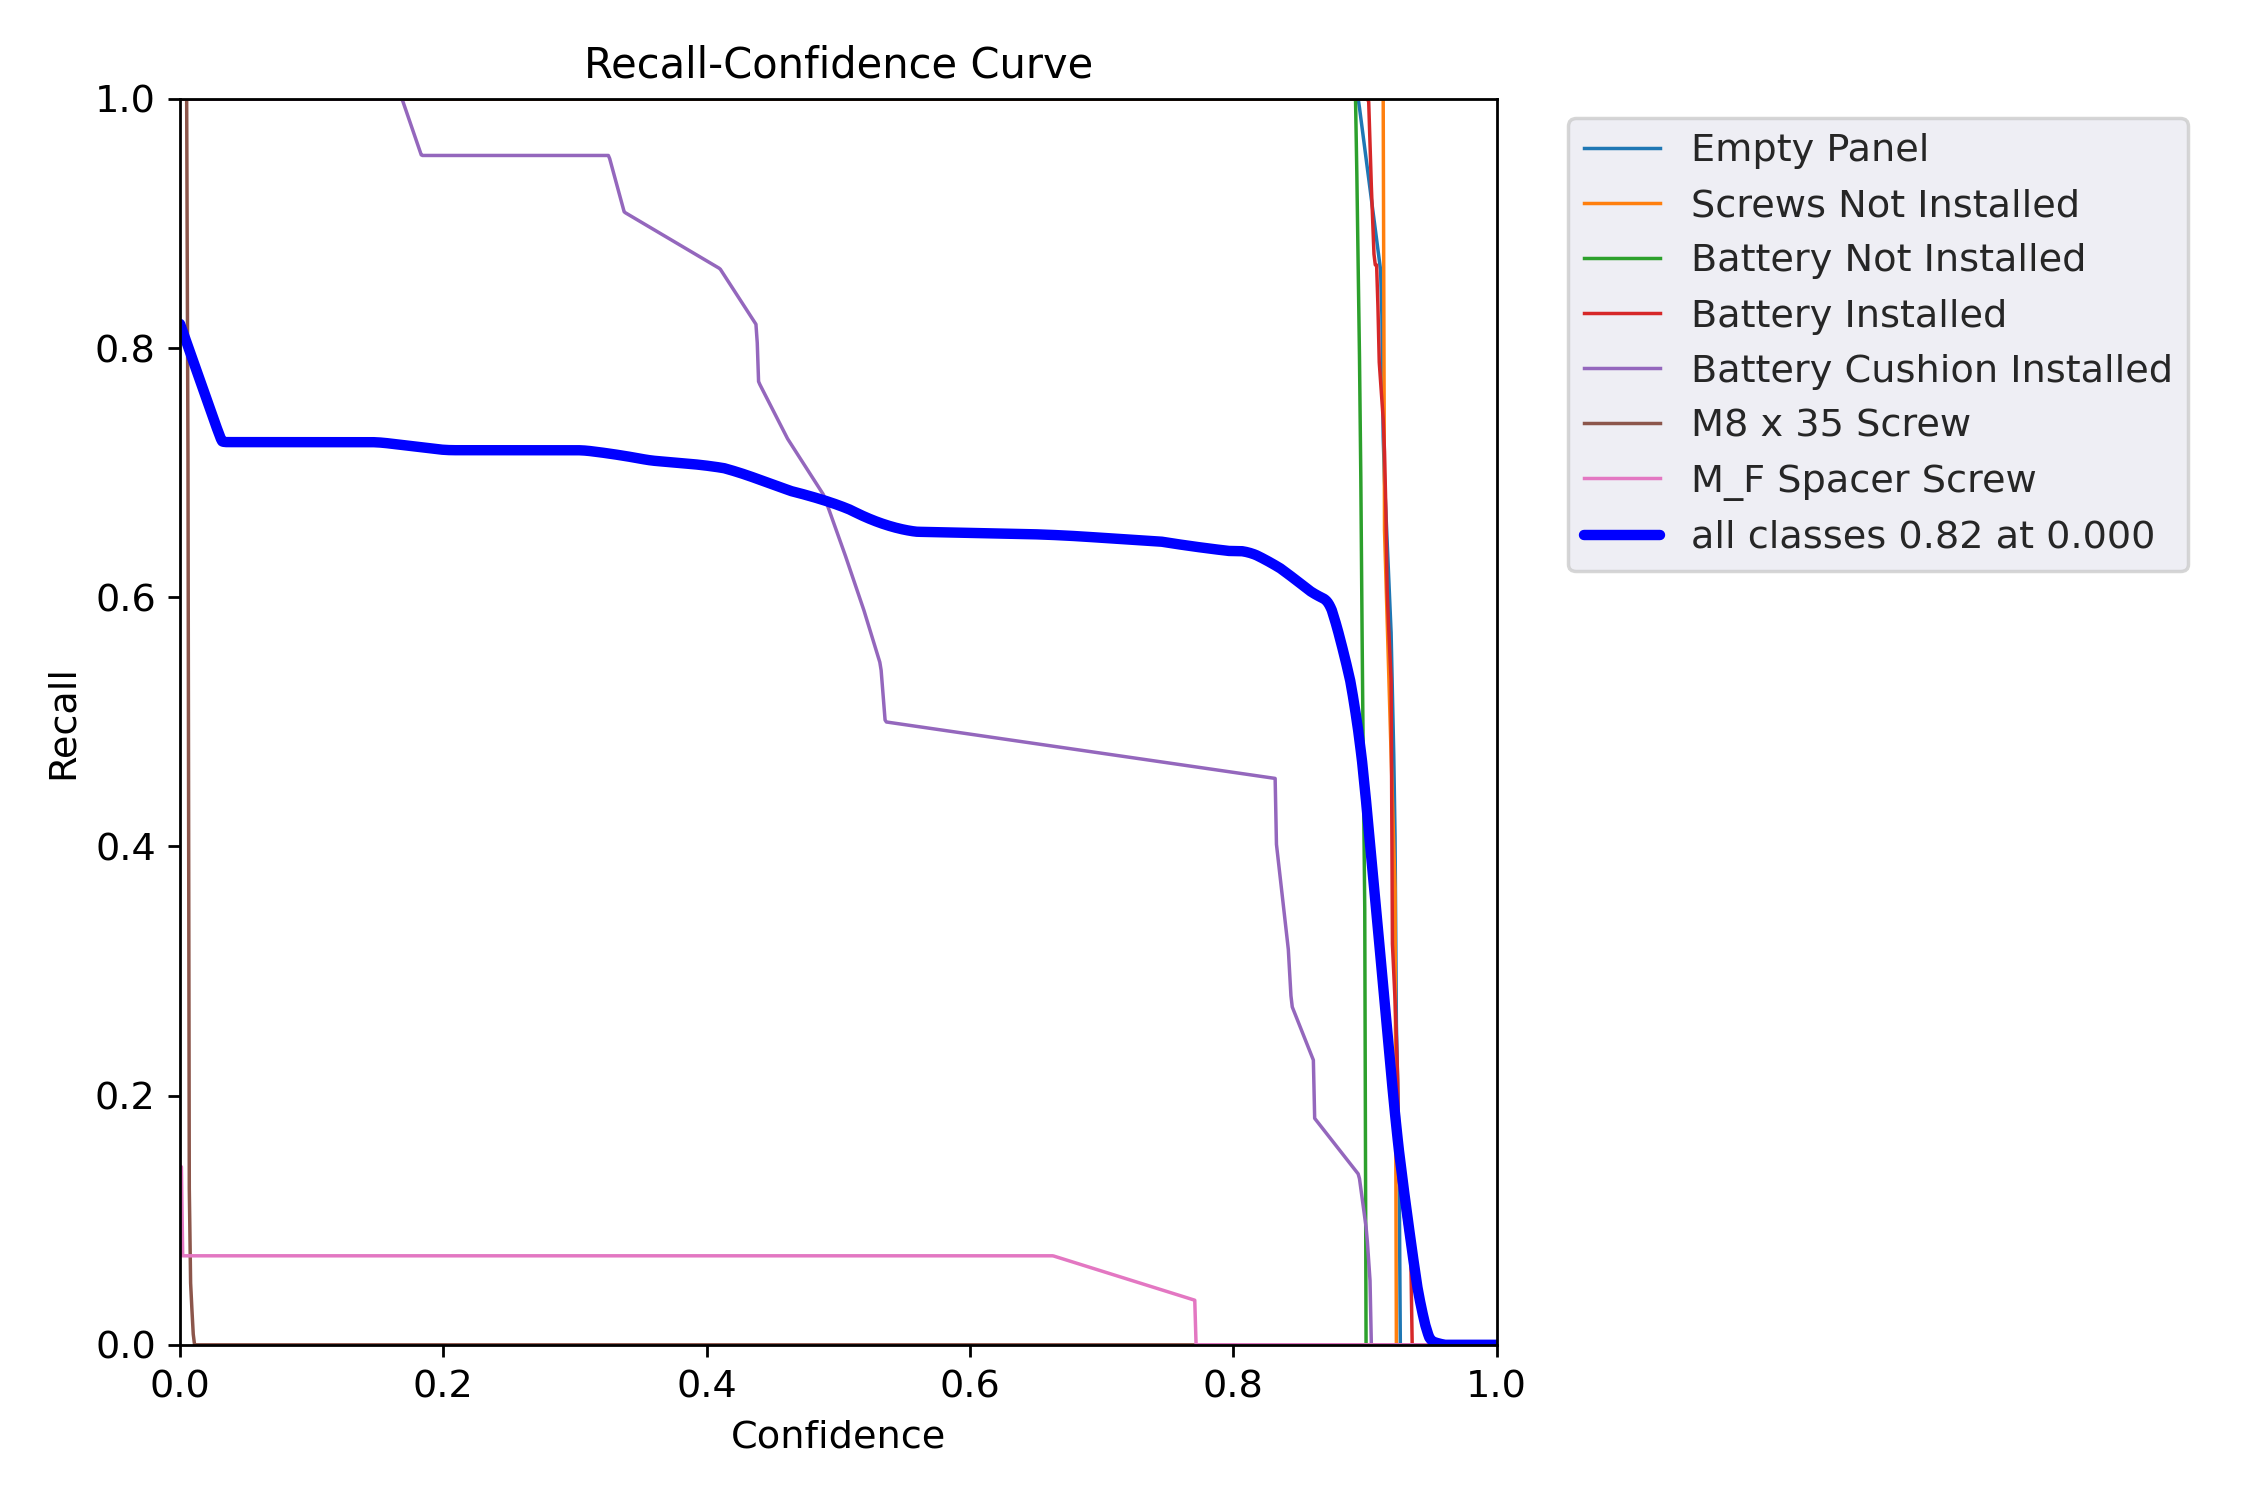 Recall-Confidence Curve
1.0
0.8
0.6
0.4
0.2
0.0
Recall
0.0 0.2 0.4 0.6 0.8 1.0
Confidence
Empty Panel
Screws Not Installed
Battery Not Installed
Battery Installed
Battery Cushion Installed
M8 x 35 Screw
M_F Spacer Screw
all classes 0.82 at 0.000